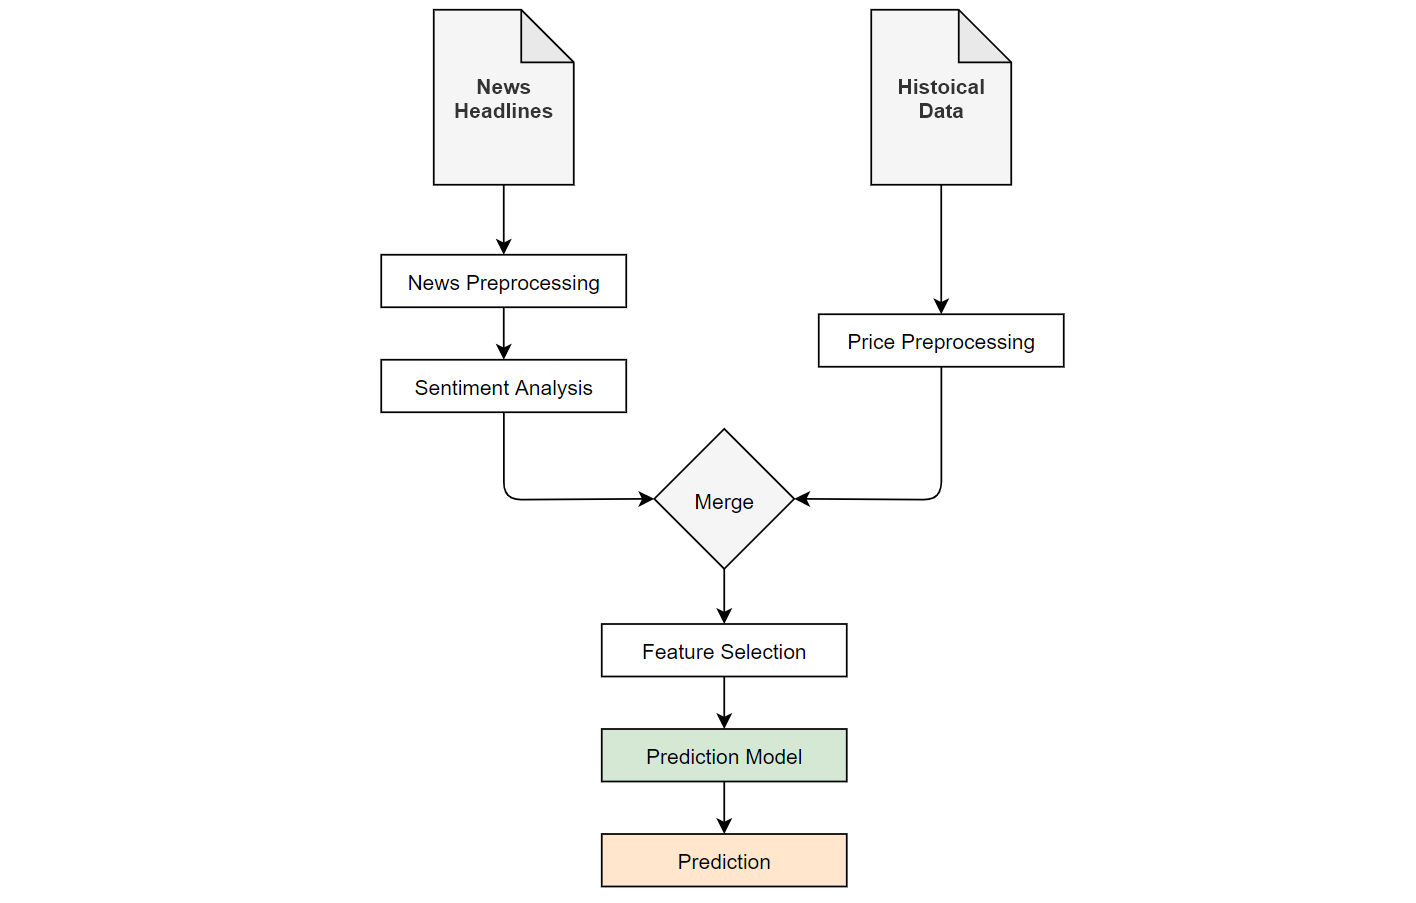 News
Headlines
Histoical
Data
News Preprocessing
Price Preprocessing
Sentiment Analysis
Merge
Feature Selection
Prediction Model
Prediction